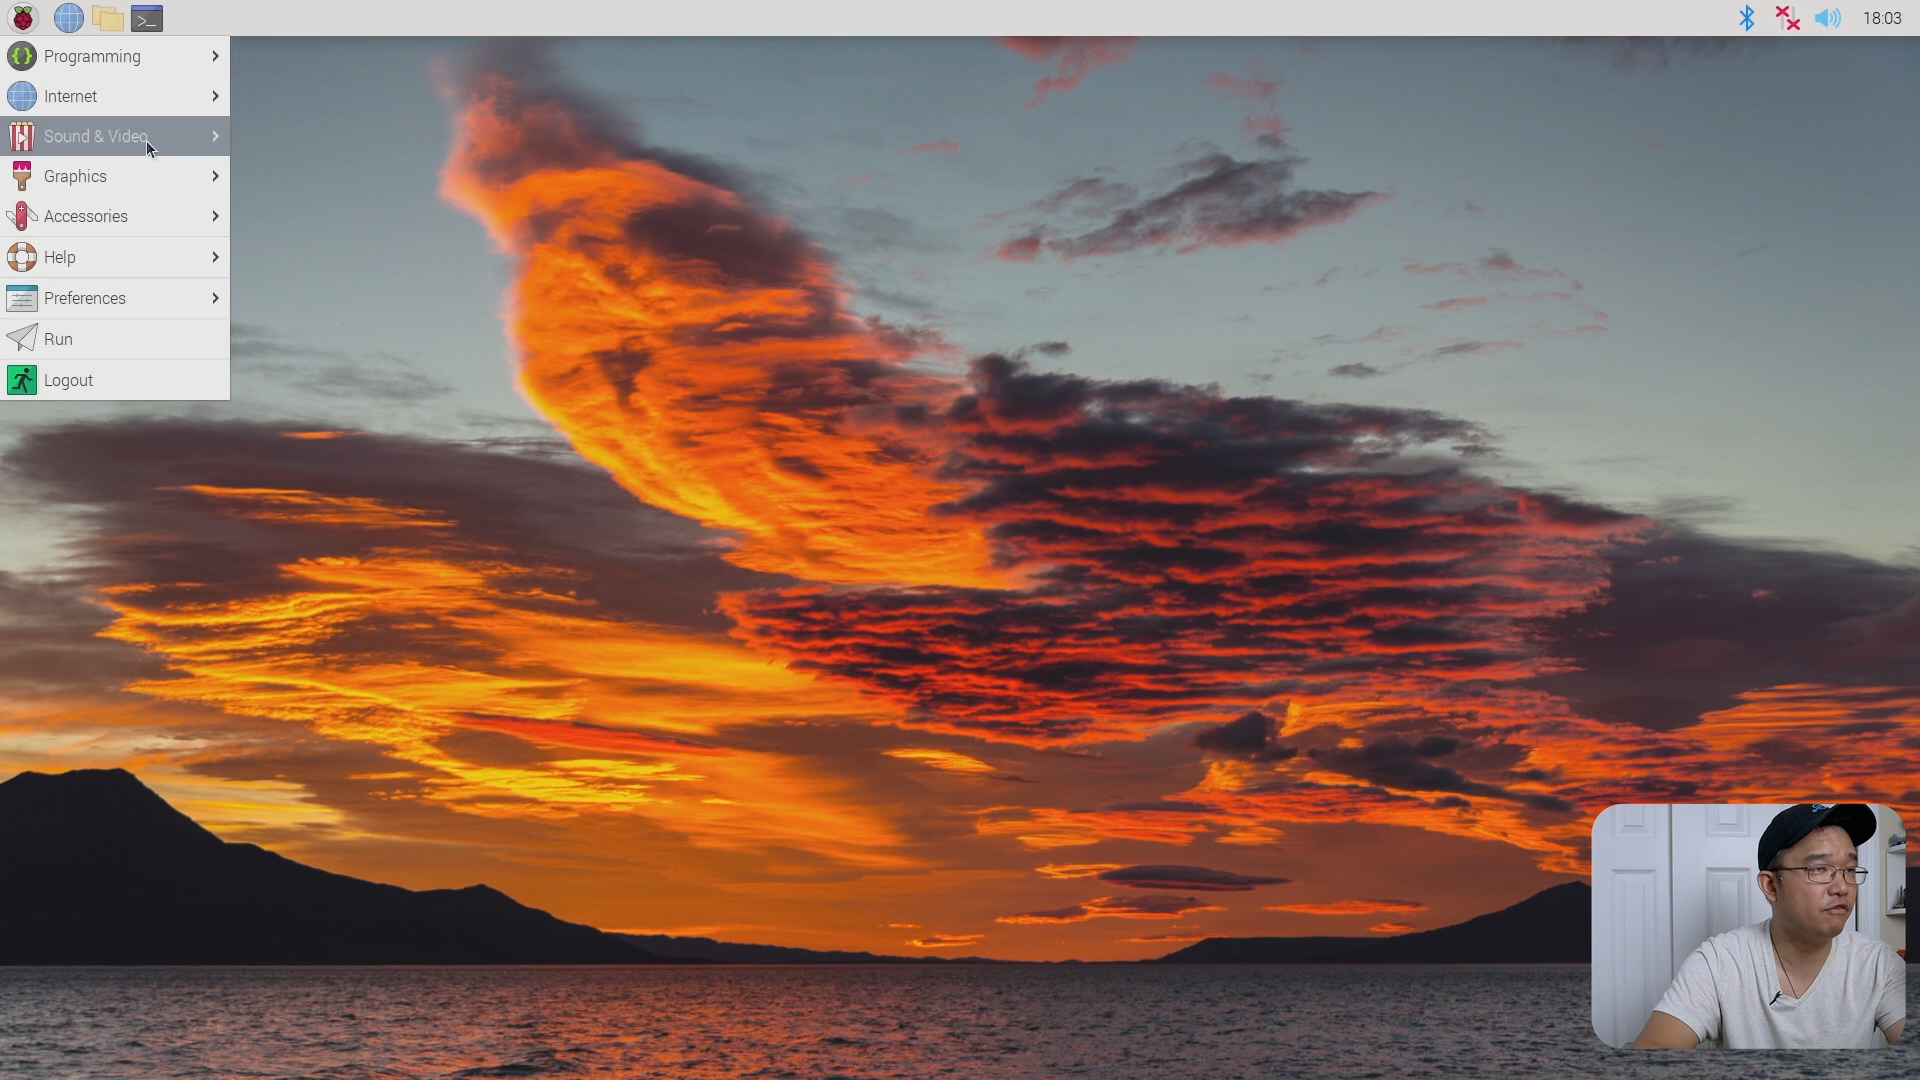 18:03
Programming
Internet
Sound & Video
Graphics
Accessories
Help
Preferences
Run
Logout